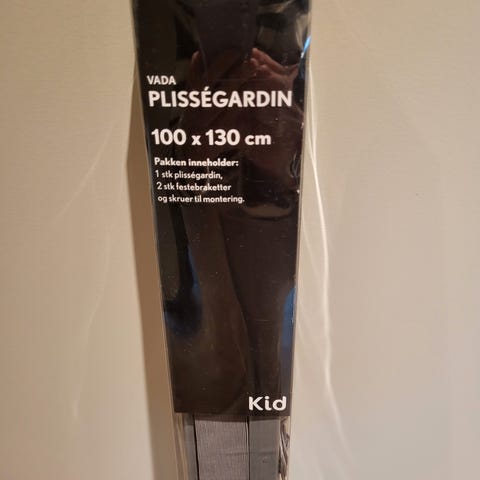 VADA
PLISSÉGARDIN
100 x 130 cm
Pakken inneholder:
1 stk plisségardin,
2 stk festebraketter
og skruer til montering.
Kid